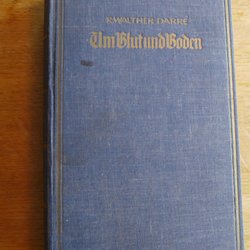 R.WALTHER DARRÉ
Um Blut und Boden